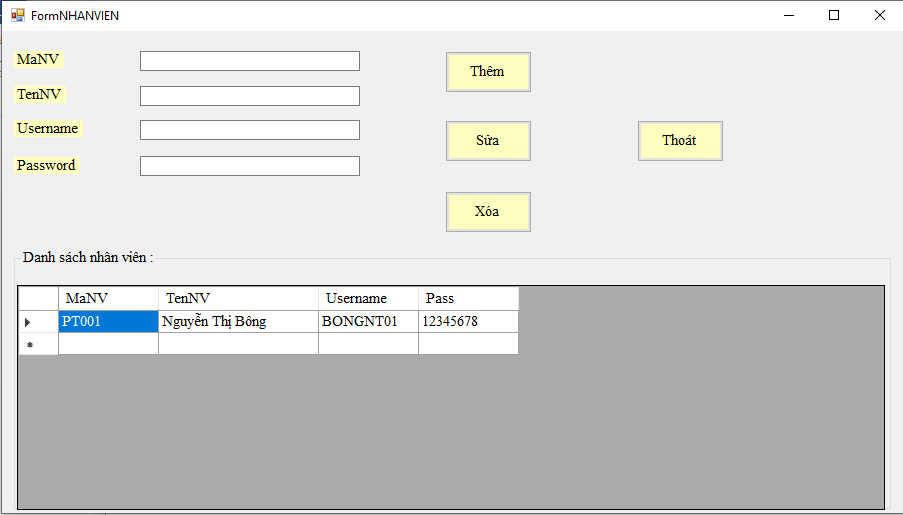 FormNHANVIEN
MaNV
Thêm
TenNV
Username
Sửa
Thoát
Password
Xóa
Danh sách nhân viên :
MaNV TenNV Username Pass
PT001 Nguyễn Thị Bông BONGNT01 12345678